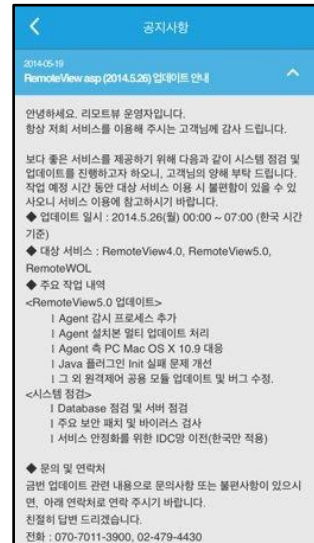 공지사항
2014-05-19
RemoteView asp (2014.5.26) 업데이트 안내
안녕하세요. 리모트뷰 운영자입니다.
항상 저희 서비스를 이용해 주시는 고객님께 감사 드립니다.
보다 좋은 서비스를 제공하기 위해 다음과 같이 시스템 점검 및
업데이트를 진행하고자 하오니, 고객님의 양해 부탁 드립니다.
작업 예정 시간 동안 대상 서비스 이용 시 불편함이 있을 수 있
사오니 서비스 이용에 참고하시기 바랍니다.
◆ 업데이트 일시 : 2014.5.26(월) 00:00 ~ 07:00 (한국 시간
기준)
◆ 대상 서비스 : RemoteView4.0, RemoteView5.0,
RemoteWOL
◆ 주요 작업 내역
<RemoteView5.0 업데이트>
l Agent 감시 프로세스 추가
l Agent 설치본 멀티 업데이트 처리
l Agent 측 PC Mac OS X 10.9 대응
l Java 플러그인 Init 실패 문제 개선
l 그 외 원격제어 공용 모듈 업데이트 및 버그 수정.
<시스템 점검>
l Database 점검 및 서버 점검
l 주요 보안 패치 및 바이러스 검사
l 서비스 안정화를 위한 IDC망 이전(한국만 적용)
◆ 문의 및 연락처
금번 업데이트 관련 내용으로 문의사항 또는 불편사항이 있으시
면, 아래 연락처로 연락 주시기 바랍니다.
친절히 답변 드리겠습니다.
전화 : 070-7011-3900, 02-479-4430